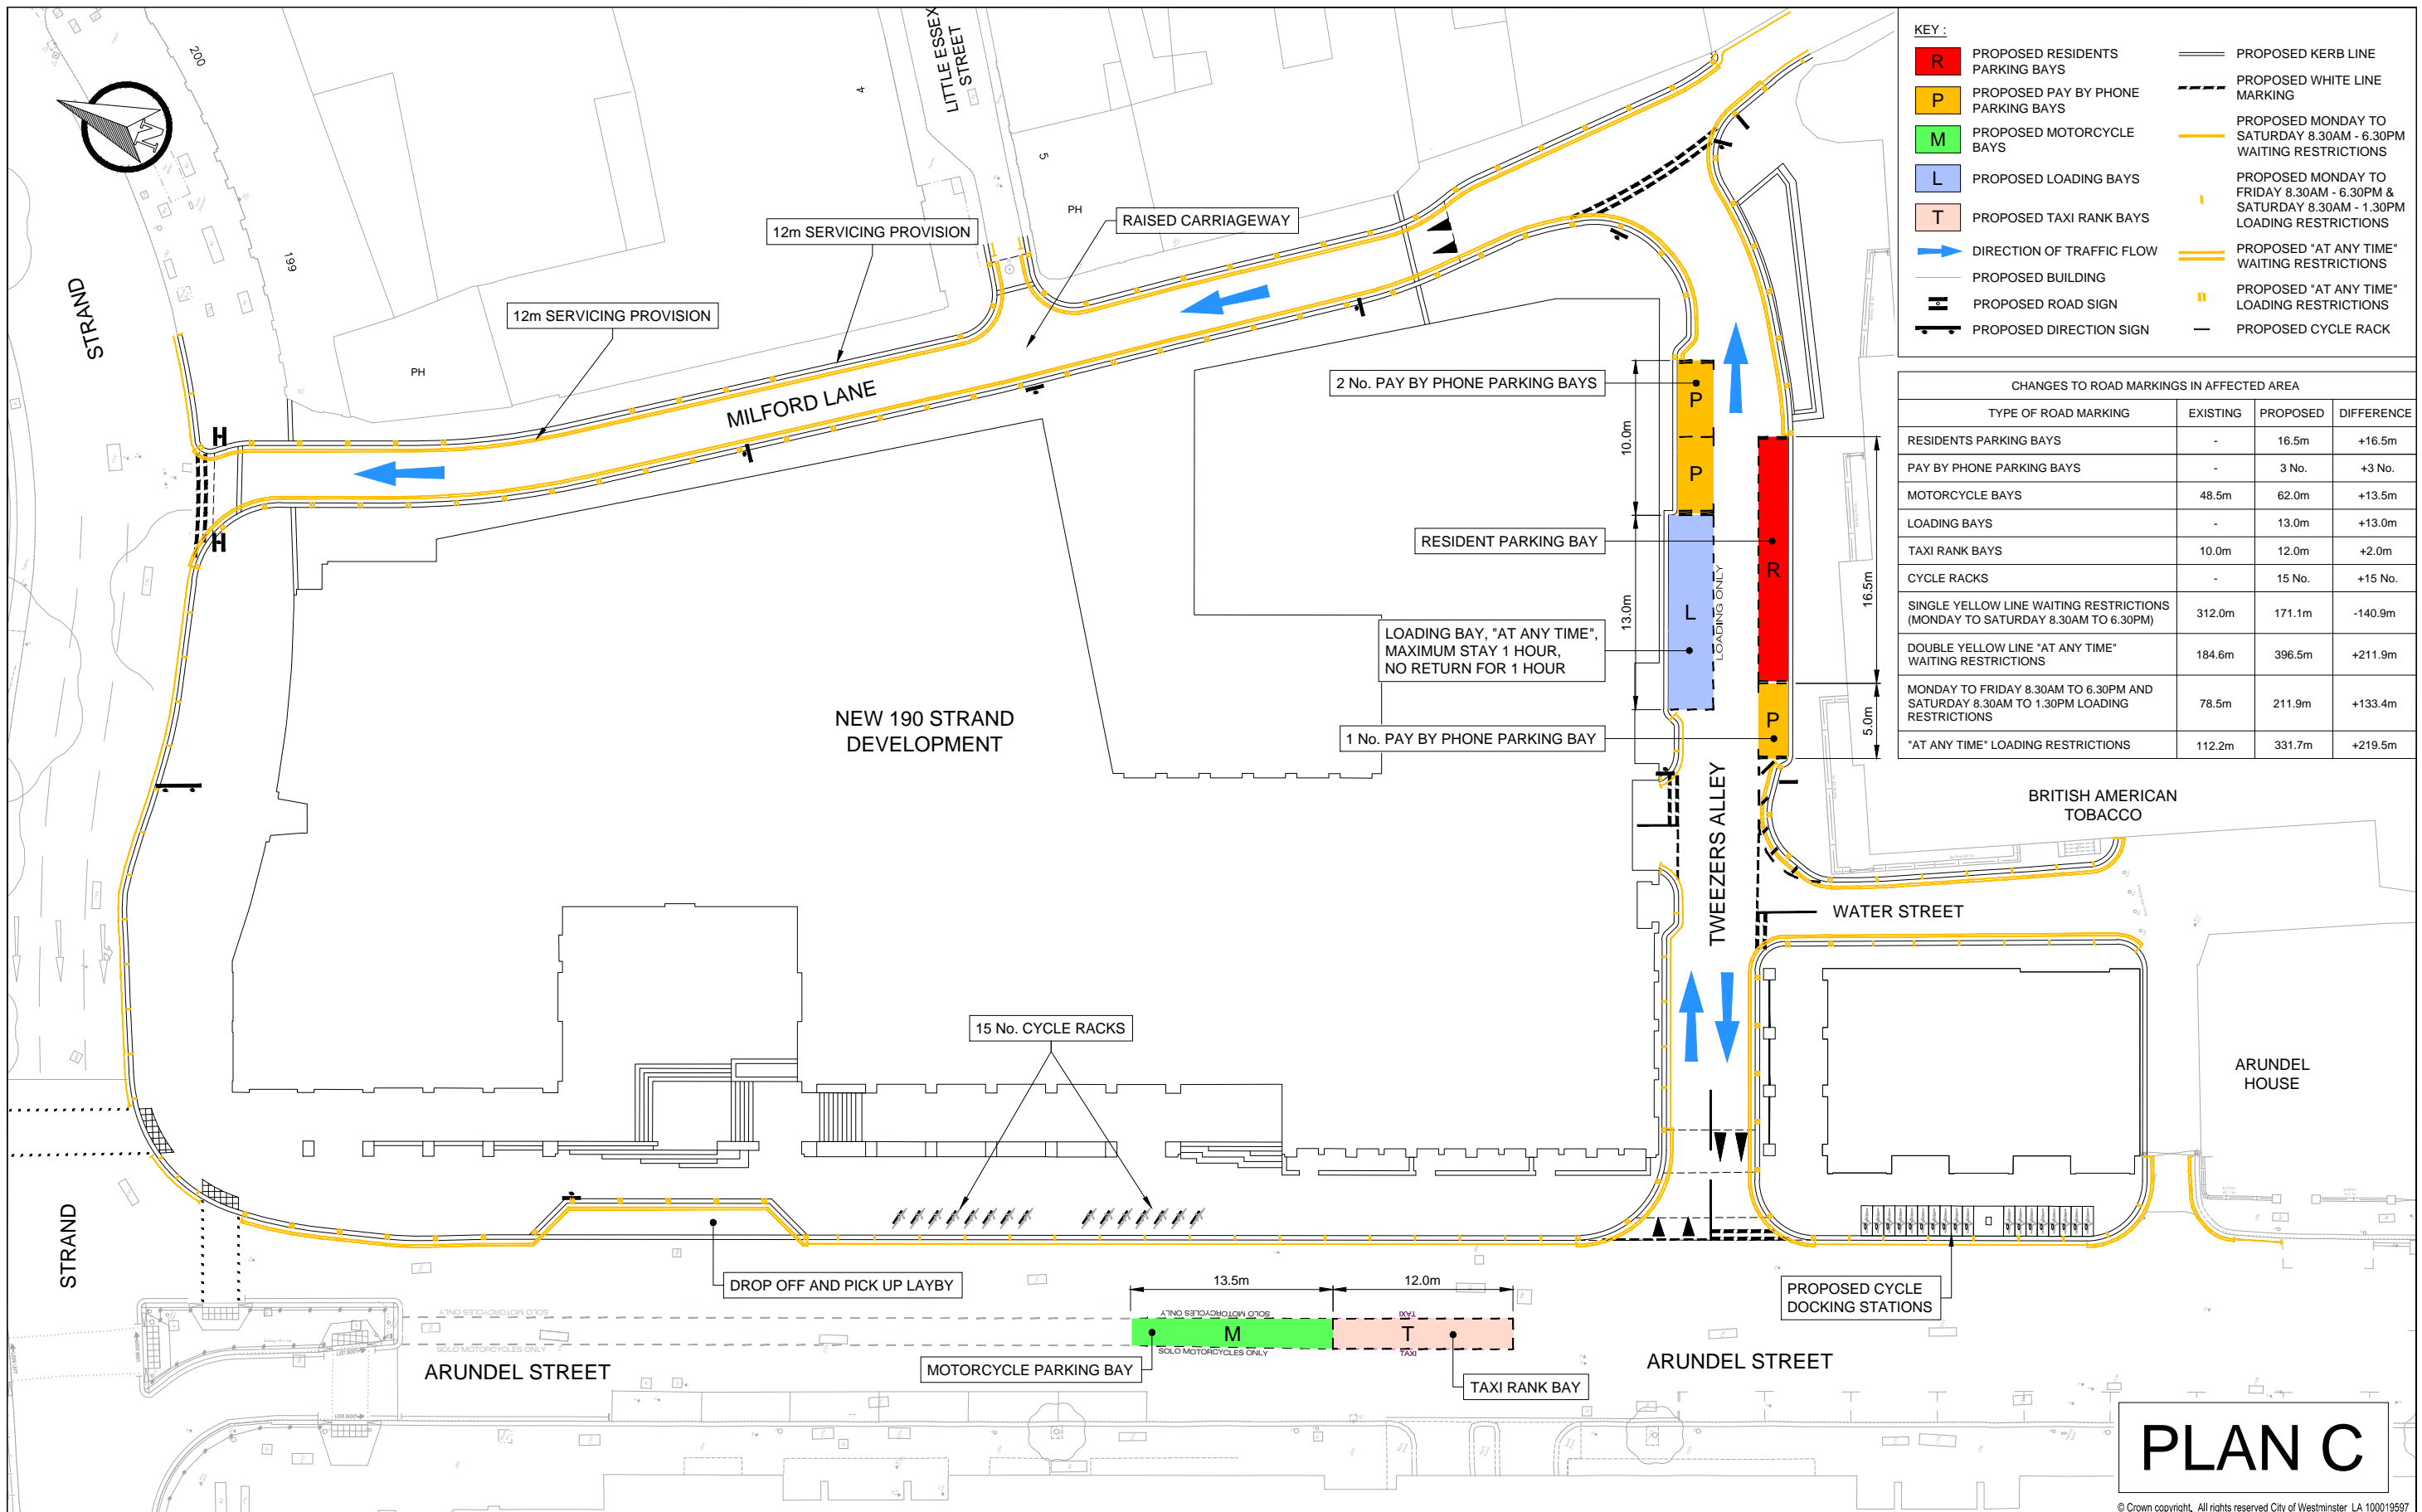 KEY :
R PROPOSED RESIDENTS
PARKING BAYS
P PROPOSED PAY BY PHONE
PARKING BAYS
M PROPOSED MOTORCYCLE
BAYS
L PROPOSED LOADING BAYS
T PROPOSED TAXI RANK BAYS
DIRECTION OF TRAFFIC FLOW
PROPOSED BUILDING
PROPOSED ROAD SIGN
PROPOSED DIRECTION SIGN
PROPOSED KERB LINE
PROPOSED WHITE LINE
MARKING
PROPOSED MONDAY TO
SATURDAY 8.30AM - 6.30PM
WAITING RESTRICTIONS
PROPOSED MONDAY TO
FRIDAY 8.30AM - 6.30PM &
SATURDAY 8.30AM - 1.30PM
LOADING RESTRICTIONS
PROPOSED "AT ANY TIME"
WAITING RESTRICTIONS
PROPOSED "AT ANY TIME"
LOADING RESTRICTIONS
PROPOSED CYCLE RACK
CHANGES TO ROAD MARKINGS IN AFFECTED AREA
TYPE OF ROAD MARKING EXISTING PROPOSED DIFFERENCE
RESIDENTS PARKING BAYS - 16.5m +16.5m
PAY BY PHONE PARKING BAYS - 3 No. +3 No.
MOTORCYCLE BAYS 48.5m 62.0m +13.5m
LOADING BAYS - 13.0m +13.0m
TAXI RANK BAYS 10.0m 12.0m +2.0m
CYCLE RACKS - 15 No. +15 No.
SINGLE YELLOW LINE WAITING RESTRICTIONS
(MONDAY TO SATURDAY 8.30AM TO 6.30PM) 312.0m 171.1m -140.9m
DOUBLE YELLOW LINE "AT ANY TIME"
WAITING RESTRICTIONS 184.6m 396.5m +211.9m
MONDAY TO FRIDAY 8.30AM TO 6.30PM AND
SATURDAY 8.30AM TO 1.30PM LOADING
RESTRICTIONS 78.5m 211.9m +133.4m
"AT ANY TIME" LOADING RESTRICTIONS 112.2m 331.7m +219.5m
200
199
4
5
N
LITTLE ESSEX
STREET
PH
PH
STRAND
12m SERVICING PROVISION
12m SERVICING PROVISION
RAISED CARRIAGEWAY
MILFORD LANE
2 No. PAY BY PHONE PARKING BAYS
10.0m
P
P
RESIDENT PARKING BAY
R
16.5m
13.0m
L
LOADING ONLY
LOADING BAY, "AT ANY TIME",
MAXIMUM STAY 1 HOUR,
NO RETURN FOR 1 HOUR
1 No. PAY BY PHONE PARKING BAY
P
5.0m
NEW 190 STRAND
DEVELOPMENT
TWEEZERS ALLEY
BRITISH AMERICAN
TOBACCO
WATER STREET
ARUNDEL
HOUSE
15 No. CYCLE RACKS
STRAND
DROP OFF AND PICK UP LAYBY
PROPOSED CYCLE
DOCKING STATIONS
13.5m
12.0m
SOLO MOTORCYCLES ONLY
SOLO MOTORCYCLES ONLY
SOLO MOTORCYCLES ONLY
M
SOLO MOTORCYCLES ONLY
TAXI
T
TAXI
ARUNDEL STREET
MOTORCYCLE PARKING BAY
TAXI RANK BAY
ARUNDEL STREET
LOOK LEFT
LOOK LEFT
PLAN C
© Crown copyright, All rights reserved City of Westminster LA 100019597